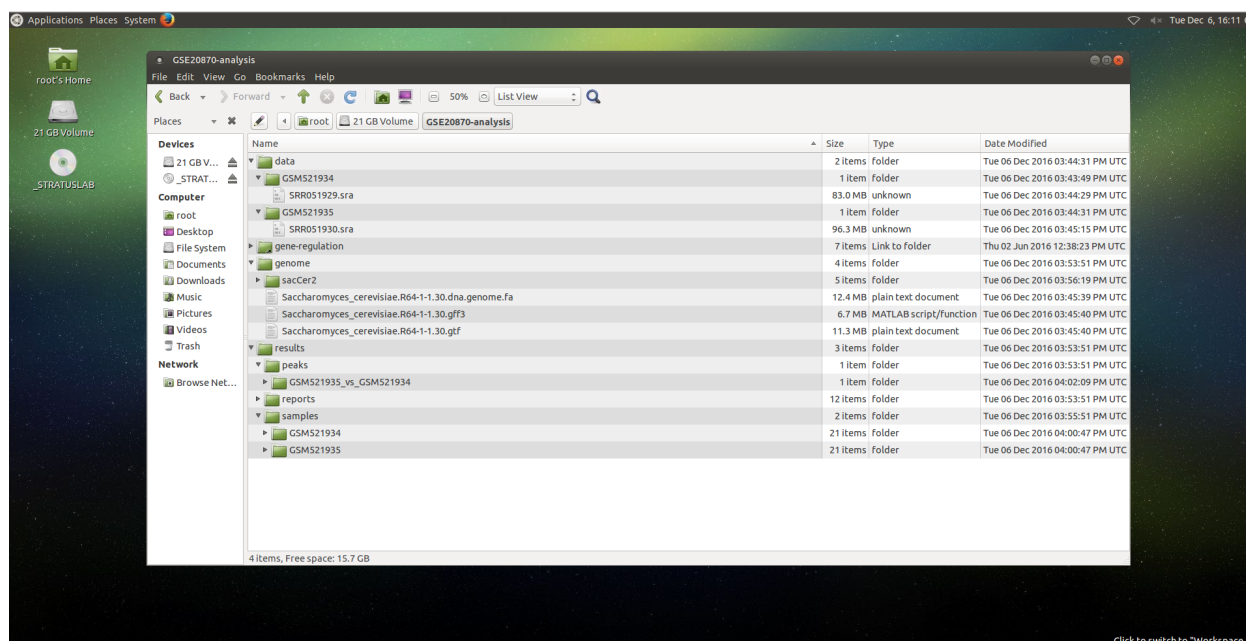 Applications Places System Tue Dec 6, 16:11
root's Home
21 GB Volume
_STRATUSLAB
GSE20870-analysis
File Edit View Go Bookmarks Help
Back Forward 50% List View
Places root 21 GB Volume GSE20870-analysis
Devices
21 GB V...
_STRAT...
Computer
root
Desktop
File System
Documents
Downloads
Music
Pictures
Videos
Trash
Network
Browse Net...
Name Size Type Date Modified
data 2 items folder Tue 06 Dec 2016 03:44:31 PM UTC
GSM521934 1 item folder Tue 06 Dec 2016 03:43:49 PM UTC
SRR051929.sra 83.0 MB unknown Tue 06 Dec 2016 03:44:29 PM UTC
GSM521935 1 item folder Tue 06 Dec 2016 03:44:31 PM UTC
SRR051930.sra 96.3 MB unknown Tue 06 Dec 2016 03:45:15 PM UTC
gene-regulation 7 items Link to folder Thu 02 Jun 2016 12:38:23 PM UTC
genome 4 items folder Tue 06 Dec 2016 03:53:51 PM UTC
sacCer2 5 items folder Tue 06 Dec 2016 03:56:19 PM UTC
Saccharomyces_cerevisiae.R64-1-1.30.dna.genome.fa 12.4 MB plain text document Tue 06 Dec 2016 03:45:39 PM UTC
Saccharomyces_cerevisiae.R64-1-1.30.gff3 6.7 MB MATLAB script/function Tue 06 Dec 2016 03:45:40 PM UTC
Saccharomyces_cerevisiae.R64-1-1.30.gtf 11.3 MB plain text document Tue 06 Dec 2016 03:45:40 PM UTC
results 3 items folder Tue 06 Dec 2016 03:53:51 PM UTC
peaks 1 item folder Tue 06 Dec 2016 03:53:51 PM UTC
GSM521935_vs_GSM521934 1 item folder Tue 06 Dec 2016 04:02:09 PM UTC
reports 12 items folder Tue 06 Dec 2016 03:53:51 PM UTC
samples 2 items folder Tue 06 Dec 2016 03:55:51 PM UTC
GSM521934 21 items folder Tue 06 Dec 2016 04:00:47 PM UTC
GSM521935 21 items folder Tue 06 Dec 2016 04:00:47 PM UTC
4 items, Free space: 15.7 GB
Click to switch to "Workspace